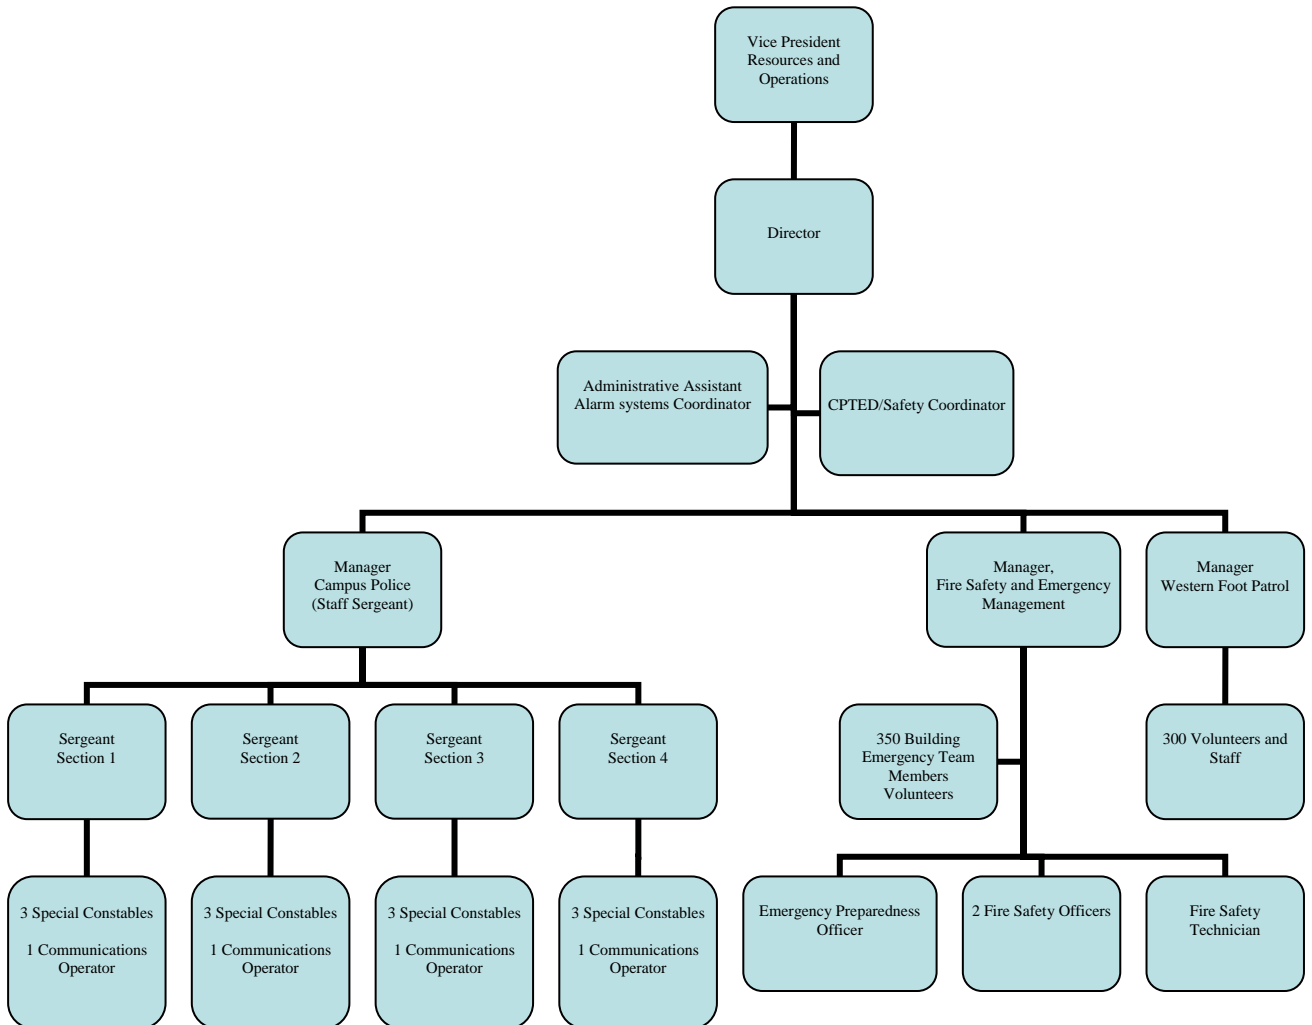 Vice President
Resources and
Operations
Director
Administrative Assistant
Alarm systems Coordinator
CPTED/Safety Coordinator
Manager
Campus Police
(Staff Sergeant)
Manager,
Fire Safety and Emergency
Management
Manager
Western Foot Patrol
Sergeant
Section 1
Sergeant
Section 2
Sergeant
Section 3
Sergeant
Section 4
350 Building
Emergency Team
Members
Volunteers
300 Volunteers and
Staff
3 Special Constables
1 Communications
Operator
3 Special Constables
1 Communications
Operator
3 Special Constables
1 Communications
Operator
3 Special Constables
1 Communications
Operator
Emergency Preparedness
Officer
2 Fire Safety Officers
Fire Safety
Technician